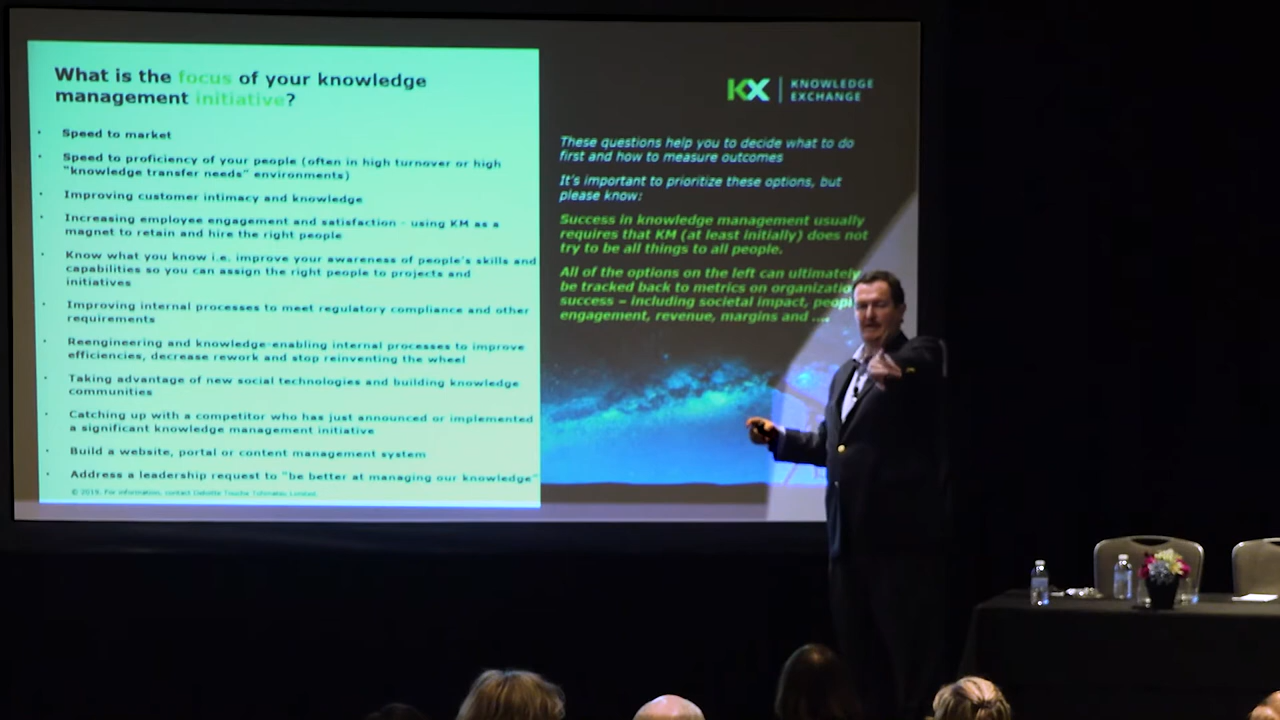 What is the focus of your knowledge
management initiative?
Speed to market
Speed to proficiency of your people (often in high turnover or high
"knowledge transfer needs" environments)
Improving customer intimacy and knowledge
Increasing employee engagement and satisfaction - using KM as a
magnet to retain and hire the right people
Know what you know i.e. improve your awareness of people's skills and
capabilities so you can assign the right people to projects and
initiatives
Improving internal processes to meet regulatory compliance and other
requirements
Reengineering and knowledge-enabling internal processes to improve
efficiencies, decrease rework and stop reinventing the wheel
Taking advantage of new social technologies and building knowledge
communities
Catching up with a competitor who has just announced or implemented
a significant knowledge management initiative
Build a website, portal or content management system
Address a leadership request to "be better at managing our knowledge"
© 2019. For information, contact Deloitte Touche Tohmatsu Limited.
KX | KNOWLEDGE
EXCHANGE
These questions help you to decide what to do
first and how to measure outcomes
It's important to prioritize these options, but
please know:
Success in knowledge management usually
requires that KM (at least initially) does not
try to be all things to all people.
All of the options on the left can ultimately
be tracked back to metrics on organization
success – including societal impact, people
engagement, revenue, margins and ....